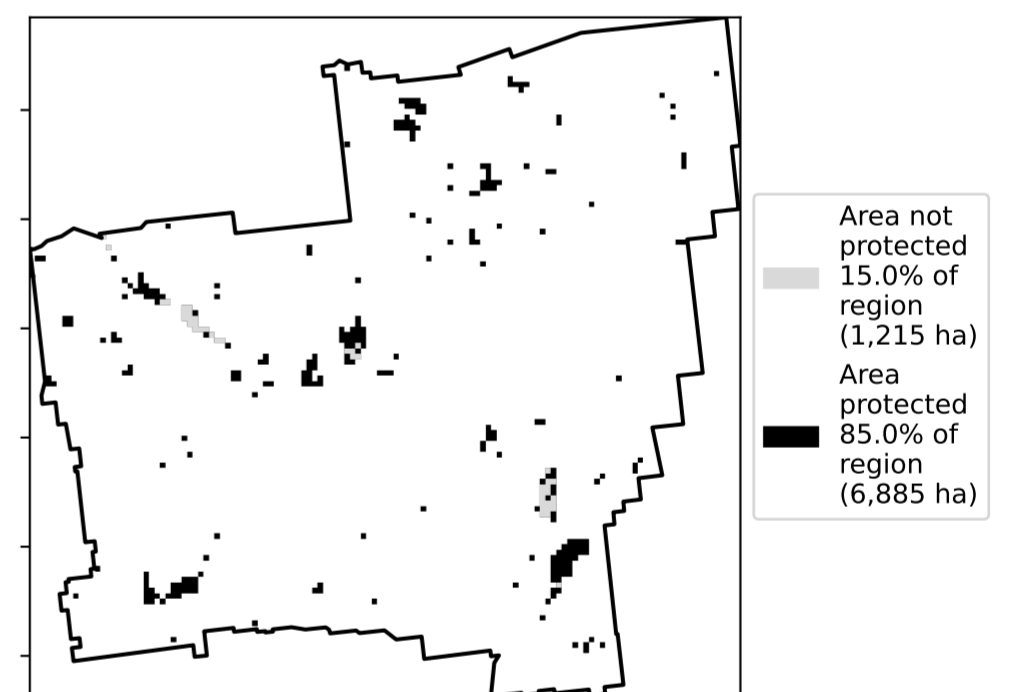 Area not
protected
15.0% of
region
(1,215 ha)
Area
protected
85.0% of
region
(6,885 ha)